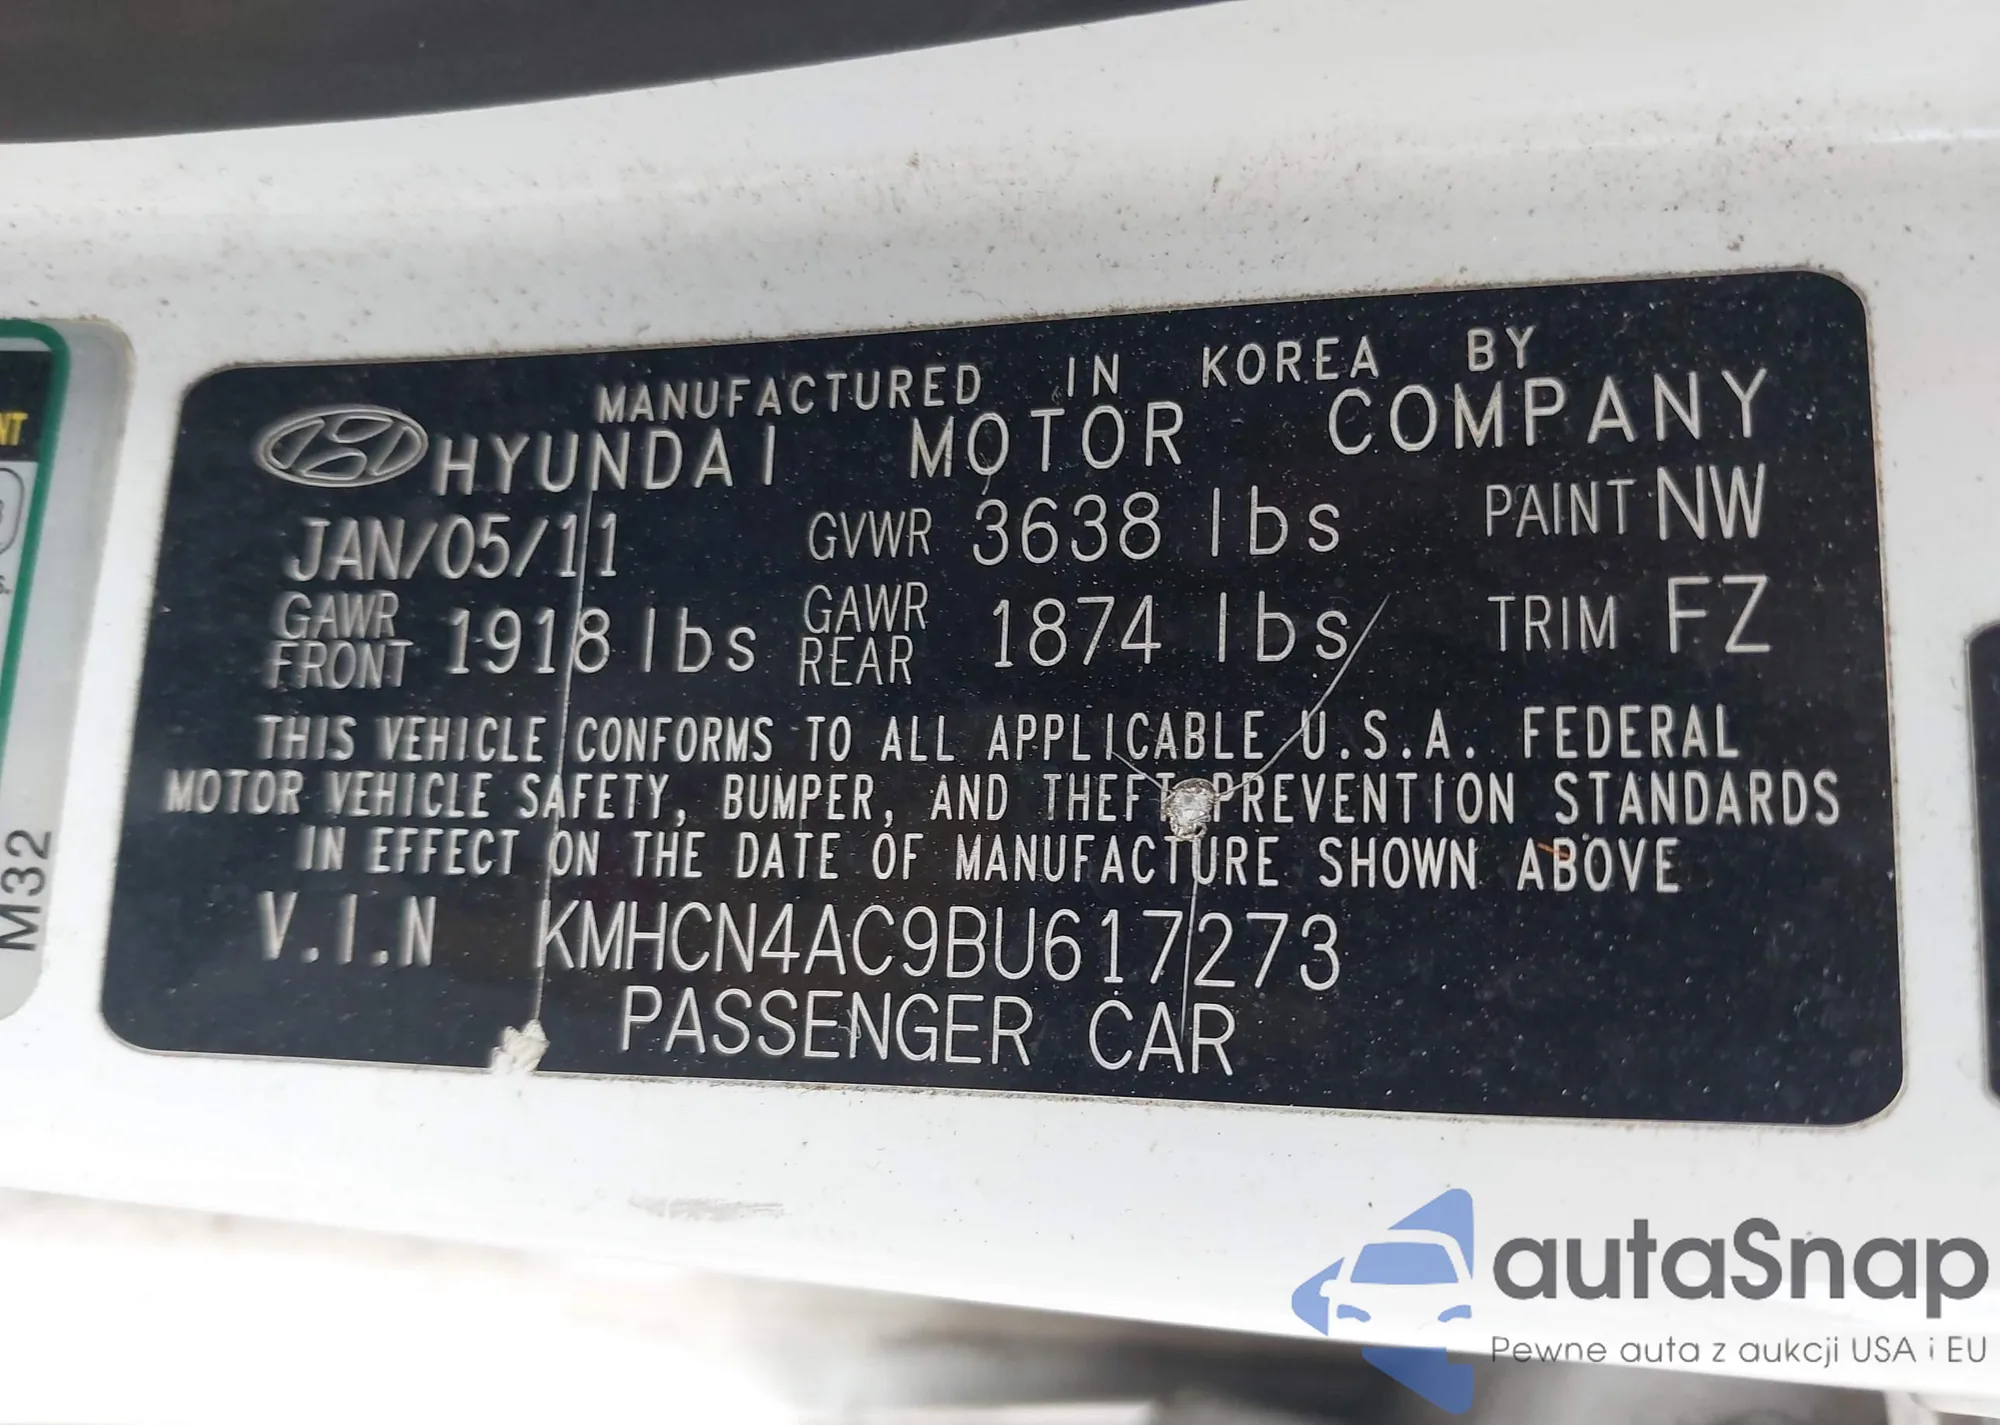 MANUFACTURED IN KOREA BY
HYUNDAI MOTOR COMPANY
JAN/05/11 GVWR 3638 lbs PAINT NW
GAWR FRONT 1918 lbs GAWR REAR 1874 lbs TRIM FZ
THIS VEHICLE CONFORMS TO ALL APPLICABLE U.S.A. FEDERAL
MOTOR VEHICLE SAFETY, BUMPER, AND THEFT PREVENTION STANDARDS
IN EFFECT ON THE DATE OF MANUFACTURE SHOWN ABOVE
V.I.N KMHCN4AC9BU617273
PASSENGER CAR
M32
autaSnap
Pewne auta z aukcji USA i EU